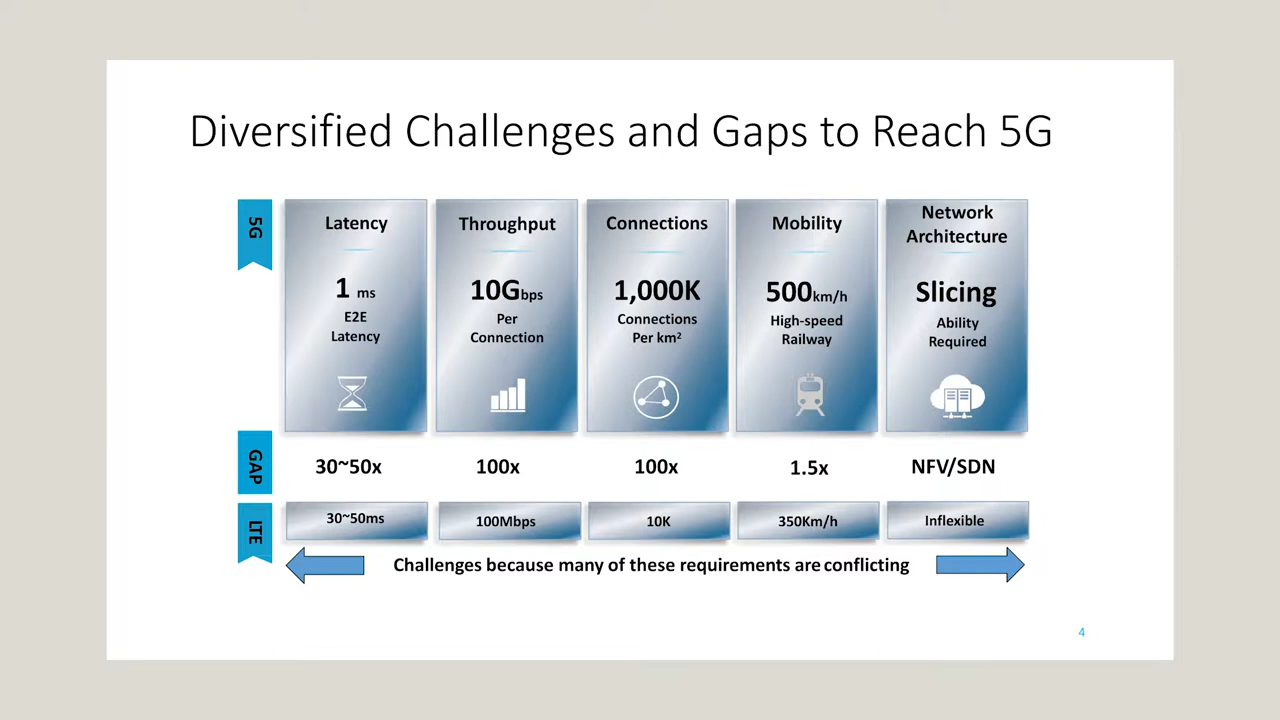 Diversified Challenges and Gaps to Reach 5G
5G
Latency
1 ms
E2E
Latency
Throughput
10Gbps
Per
Connection
Connections
1,000K
Connections
Per km²
Mobility
500km/h
High-speed
Railway
Network
Architecture
Slicing
Ability
Required
GAP
30~50x
100x
100x
1.5x
NFV/SDN
LTE
30~50ms
100Mbps
10K
350Km/h
Inflexible
Challenges because many of these requirements are conflicting
4